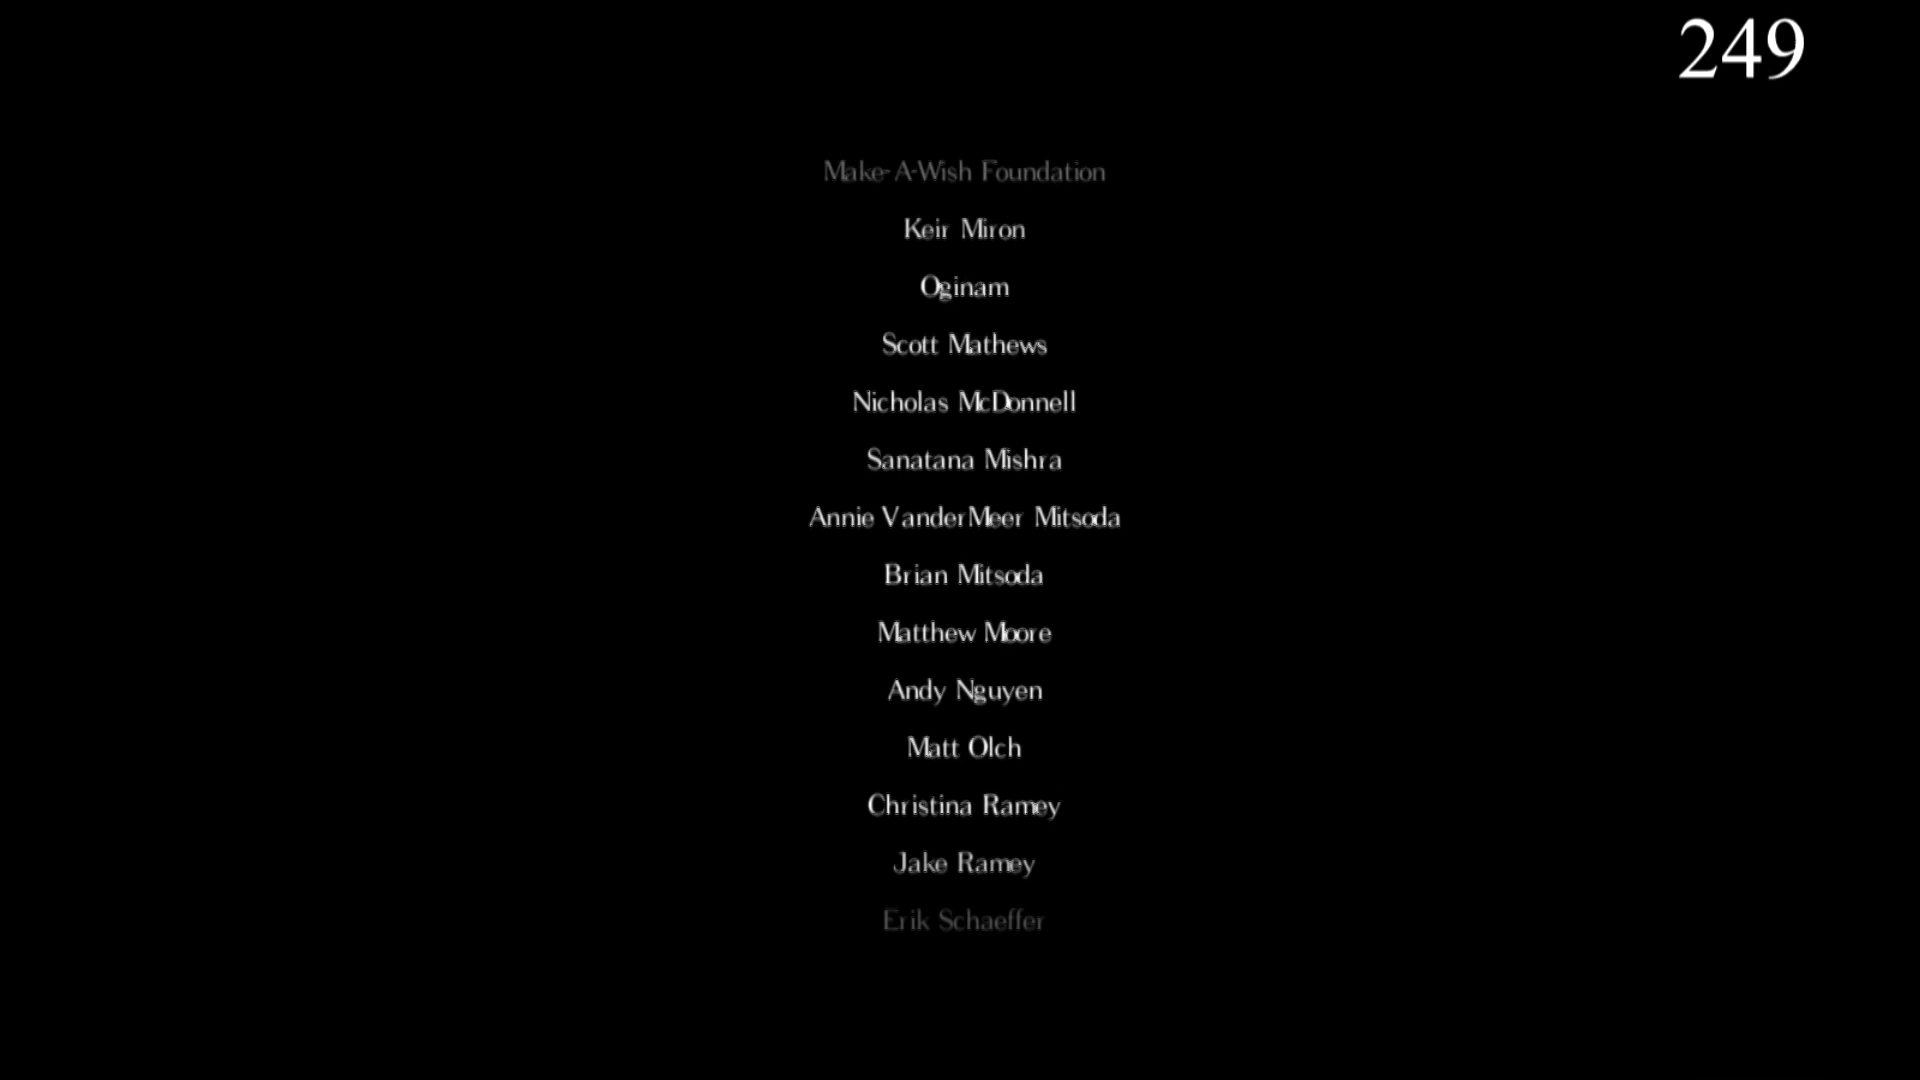 249
Make-A-Wish Foundation
Keir Miron
Oginam
Scott Mathews
Nicholas McDonnell
Sanatana Mishra
Annie VanderMeer Mitsoda
Brian Mitsoda
Matthew Moore
Andy Nguyen
Matt Olch
Christina Ramey
Jake Ramey
Erik Schaeffer